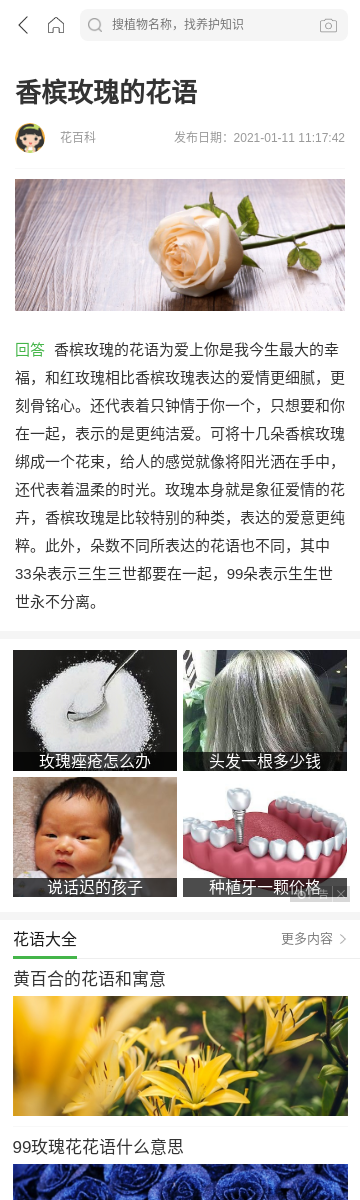 搜植物名称，找养护知识
香槟玫瑰的花语
花百科
发布日期：2021-01-11 11:17:42
回答 香槟玫瑰的花语为爱上你是我今生最大的幸
福，和红玫瑰相比香槟玫瑰表达的爱情更细腻，更
刻骨铭心。还代表着只钟情于你一个，只想要和你
在一起，表示的是更纯洁爱。可将十几朵香槟玫瑰
绑成一个花束，给人的感觉就像将阳光洒在手中，
还代表着温柔的时光。玫瑰本身就是象征爱情的花
卉，香槟玫瑰是比较特别的种类，表达的爱意更纯
粹。此外，朵数不同所表达的花语也不同，其中
33朵表示三生三世都要在一起，99朵表示生生世
世永不分离。
玫瑰痤疮怎么办
头发一根多少钱
说话迟的孩子
种植牙一颗价格
花语大全
更多内容
黄百合的花语和寓意
99玫瑰花花语什么意思